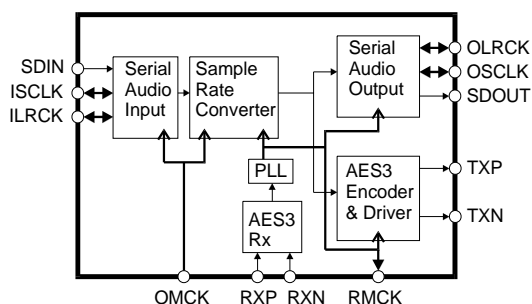 SDIN
ISCLK
ILRCK
Serial
Audio
Input
Sample
Rate
Converter
Serial
Audio
Output
OLRCK
OSCLK
SDOUT
PLL
AES3
Rx
AES3
Encoder
& Driver
TXP
TXN
OMCK
RXP
RXN
RMCK